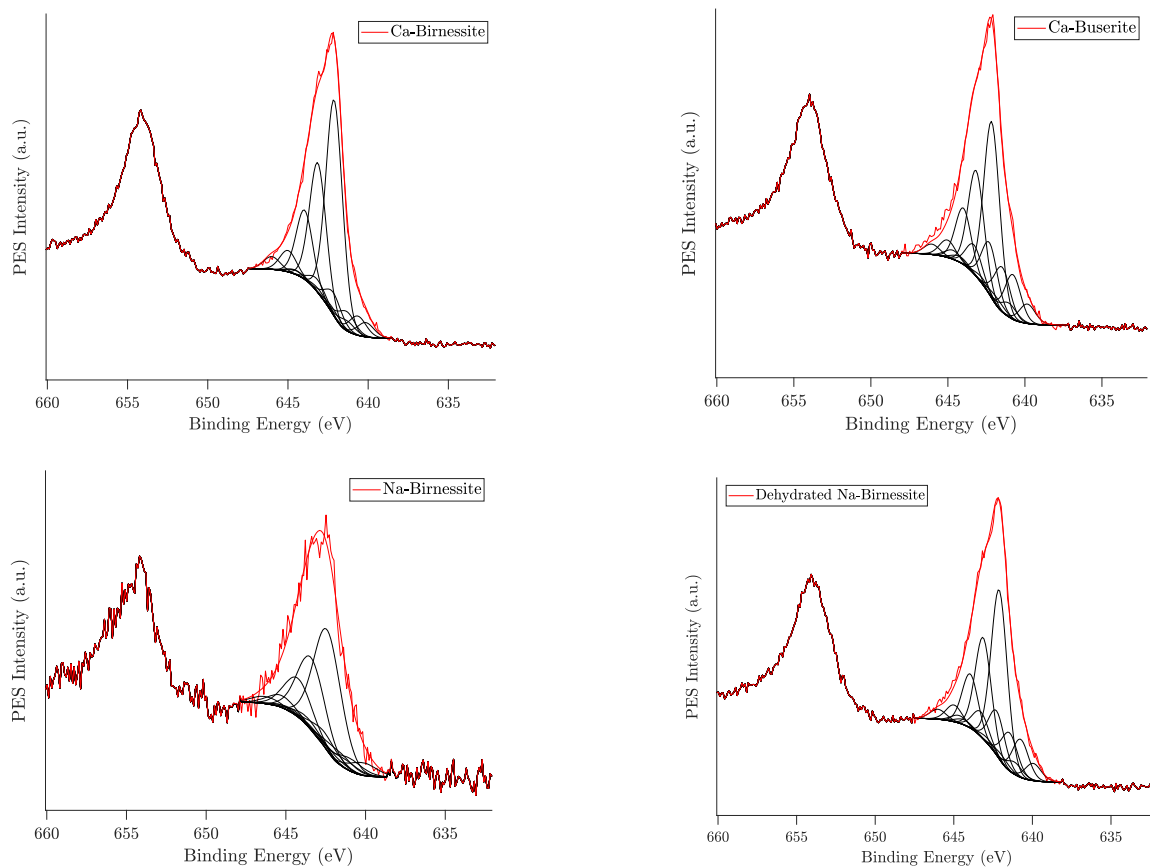 Ca-Birnessite
PES Intensity (a.u.)
660 655 650 645 640 635
Binding Energy (eV)
Ca-Buserite
PES Intensity (a.u.)
660 655 650 645 640 635
Binding Energy (eV)
Na-Birnessite
PES Intensity (a.u.)
660 655 650 645 640 635
Binding Energy (eV)
Dehydrated Na-Birnessite
PES Intensity (a.u.)
660 655 650 645 640 635
Binding Energy (eV)